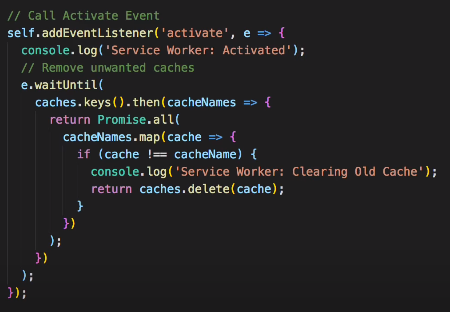 // Call Activate Event
self.addEventListener('activate', e => {
  console.log('Service Worker: Activated');
  // Remove unwanted caches
  e.waitUntil(
    caches.keys().then(cacheNames => {
      return Promise.all(
        cacheNames.map(cache => {
          if (cache !== cacheName) {
            console.log('Service Worker: Clearing Old Cache');
            return caches.delete(cache);
          }
        })
      );
    })
  );
});